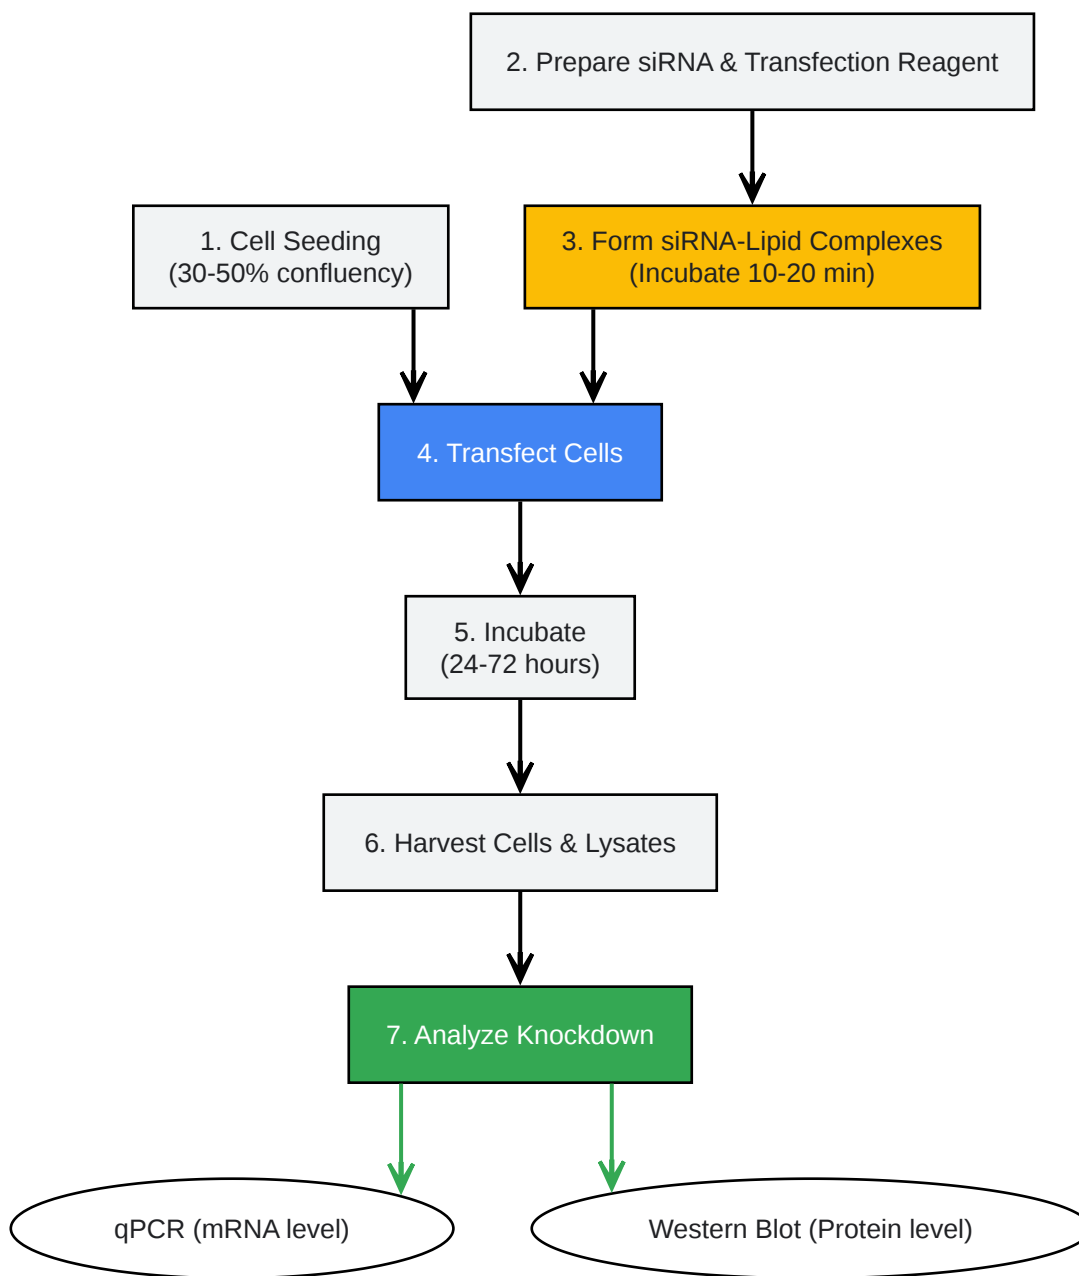 2. Prepare siRNA & Transfection Reagent
1. Cell Seeding
(30-50% confluency)
3. Form siRNA-Lipid Complexes
(Incubate 10-20 min)
4. Transfect Cells
5. Incubate
(24-72 hours)
6. Harvest Cells & Lysates
7. Analyze Knockdown
qPCR (mRNA level)
Western Blot (Protein level)